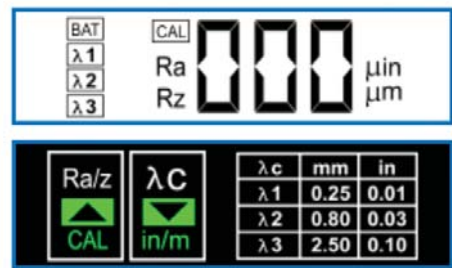 BAT CAL
λ1 Ra 000 μin
λ2
λ3 Rz μm
Ra/z λC λc mm in
λ1 0.25 0.01
λ2 0.80 0.03
CAL in/m λ3 2.50 0.10